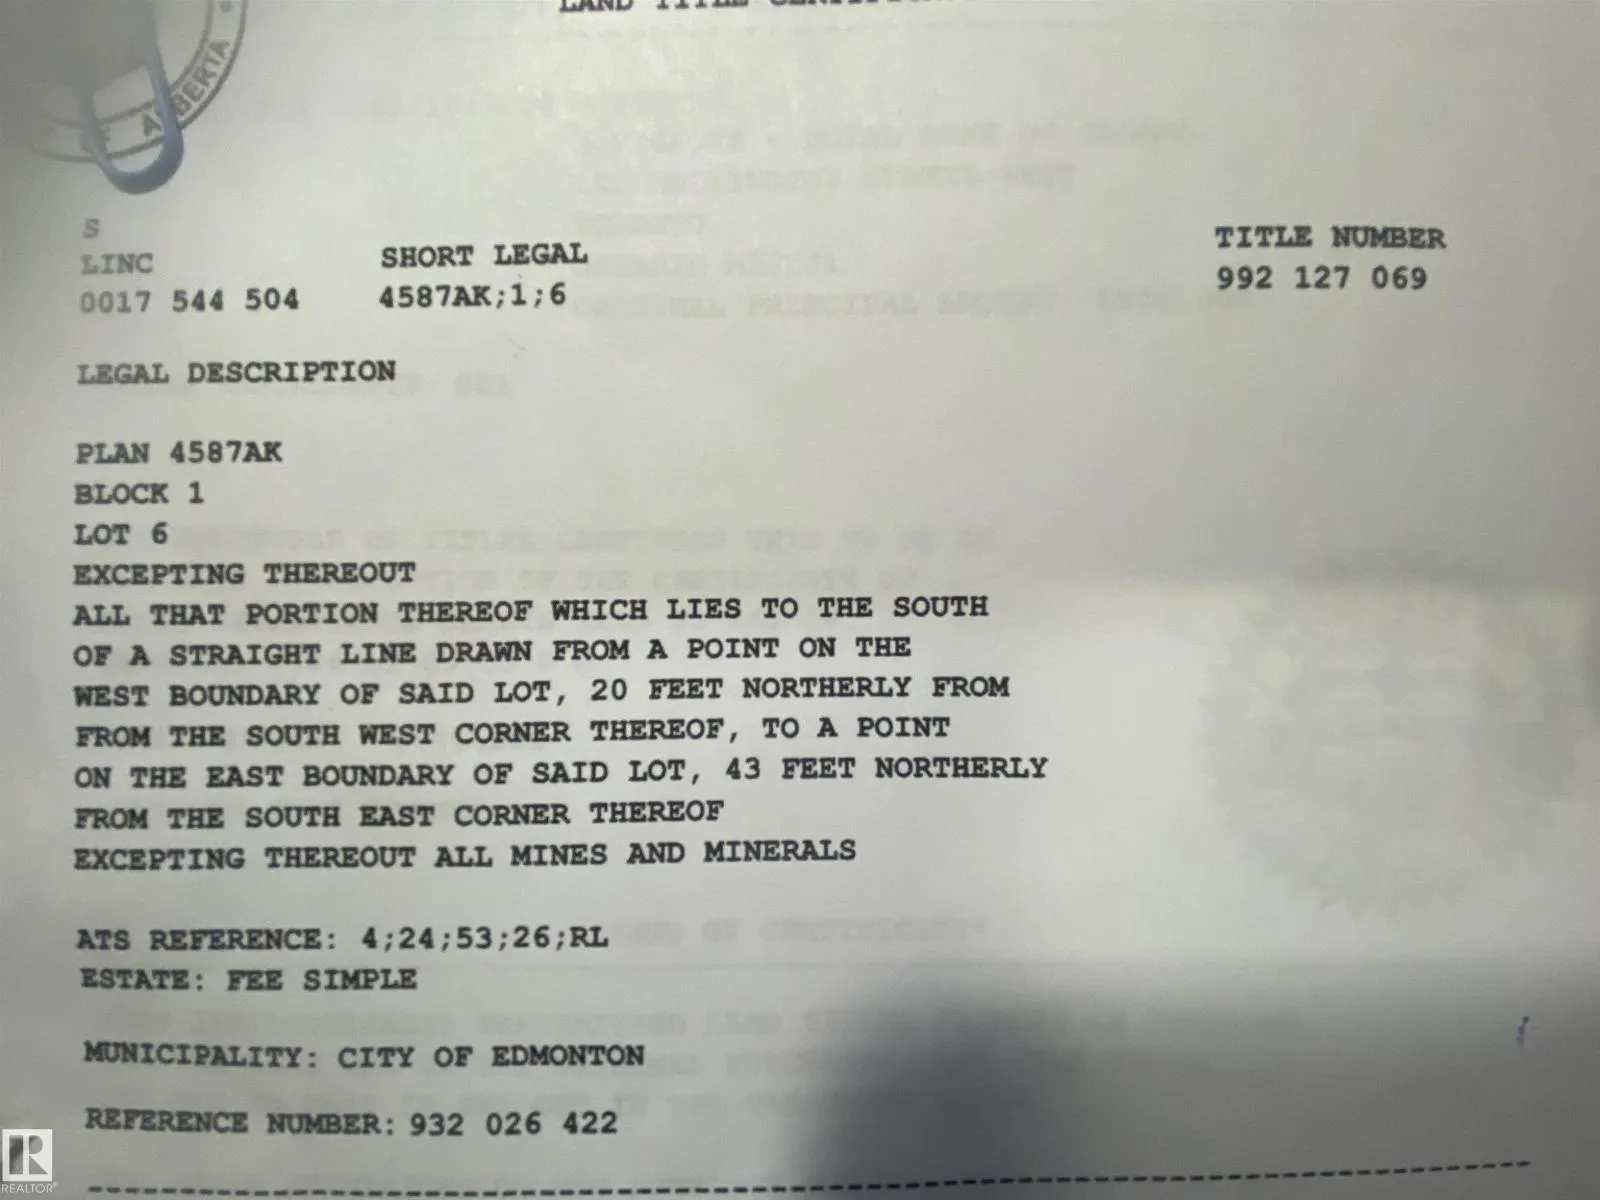 LAND TITLE
OF ALBERTA
S
LINC
SHORT LEGAL
TITLE NUMBER
0017 544 504
4587AK;1;6
992 127 069
LEGAL DESCRIPTION
PLAN 4587AK
BLOCK 1
LOT 6
EXCEPTING THEREOUT
ALL THAT PORTION THEREOF WHICH LIES TO THE SOUTH
OF A STRAIGHT LINE DRAWN FROM A POINT ON THE
WEST BOUNDARY OF SAID LOT, 20 FEET NORTHERLY FROM
FROM THE SOUTH WEST CORNER THEREOF, TO A POINT
ON THE EAST BOUNDARY OF SAID LOT, 43 FEET NORTHERLY
FROM THE SOUTH EAST CORNER THEREOF
EXCEPTING THEREOUT ALL MINES AND MINERALS
ATS REFERENCE: 4;24;53;26;RL
ESTATE: FEE SIMPLE
MUNICIPALITY: CITY OF EDMONTON
REFERENCE NUMBER: 932 026 422
REALTOR®